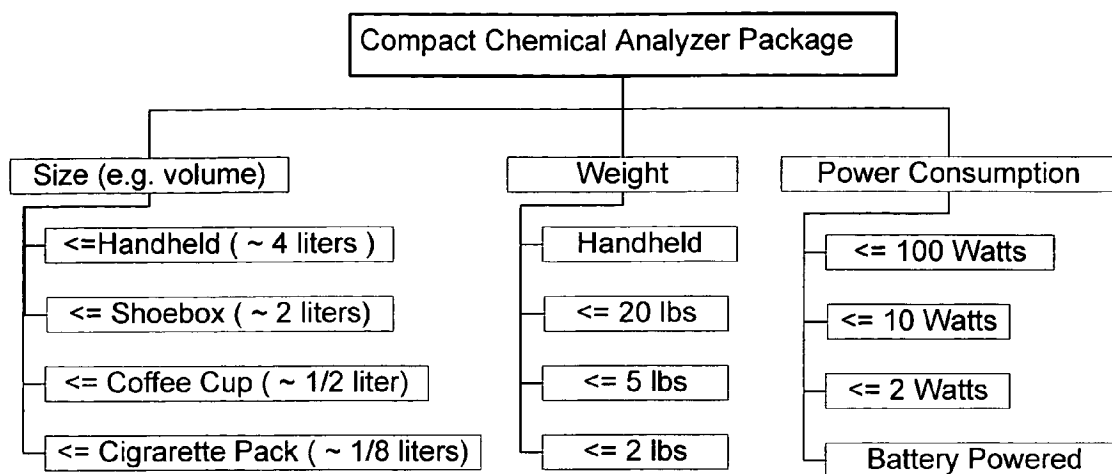 Compact Chemical Analyzer Package
Size (e.g. volume)
<=Handheld ( ~ 4 liters )
<= Shoebox ( ~ 2 liters)
<= Coffee Cup ( ~ 1/2 liter)
<= Cigrarette Pack ( ~ 1/8 liters)
Weight
Handheld
<= 20 lbs
<= 5 lbs
<= 2 lbs
Power Consumption
<= 100 Watts
<= 10 Watts
<= 2 Watts
Battery Powered